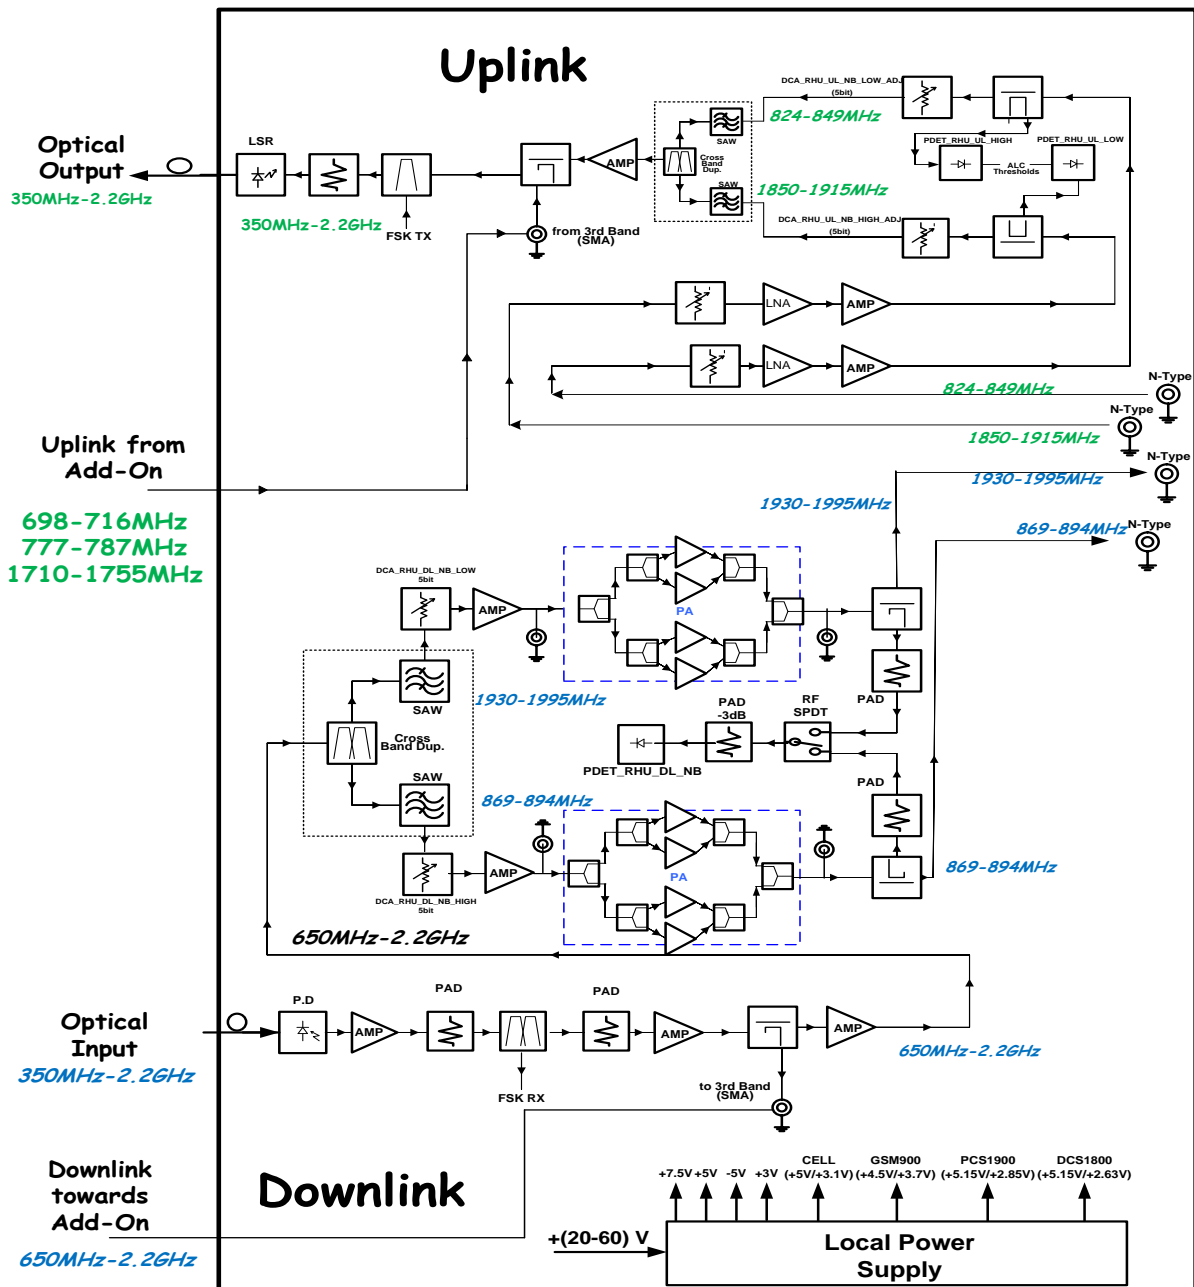 Uplink
Optical
Output
350MHz-2.2GHz
LSR
350MHz-2.2GHz
FSK TX
from 3rd Band
(SMA)
AMP
SAW
Cross
Band Dup.
SAW
DCA_RHU_UL_NB_LOW_ADJ
(5bit)
824-849MHz
1850-1915MHz
DCA_RHU_UL_NB_HIGH_ADJ
(5bit)
PDET_RHU_UL_HIGH
PDET_RHU_UL_LOW
ALC
Thresholds
LNA
AMP
LNA
AMP
824-849MHz
N-Type
N-Type
1850-1915MHz
N-Type
1930-1995MHz
1930-1995MHz
869-894MHz
N-Type
Uplink from
Add-On
698-716MHz
777-787MHz
1710-1755MHz
DCA_RHU_DL_NB_LOW
5bit
AMP
PA
SAW
1930-1995MHz
Cross
Band Dup.
SAW
PAD
-3dB
RF
SPDT
PAD
PDET_RHU_DL_NB
PAD
869-894MHz
AMP
PA
869-894MHz
DCA_RHU_DL_NB_HIGH
5bit
650MHz-2.2GHz
Optical
Input
350MHz-2.2GHz
P.D
AMP
PAD
PAD
AMP
AMP
650MHz-2.2GHz
FSK RX
to 3rd Band
(SMA)
Downlink
towards
Add-On
650MHz-2.2GHz
Downlink
+7.5V
+5V
-5V
+3V
CELL
(+5V/+3.1V)
GSM900
(+4.5V/+3.7V)
PCS1900
(+5.15V/+2.85V)
DCS1800
(+5.15V/+2.63V)
+(20-60) V
Local Power
Supply